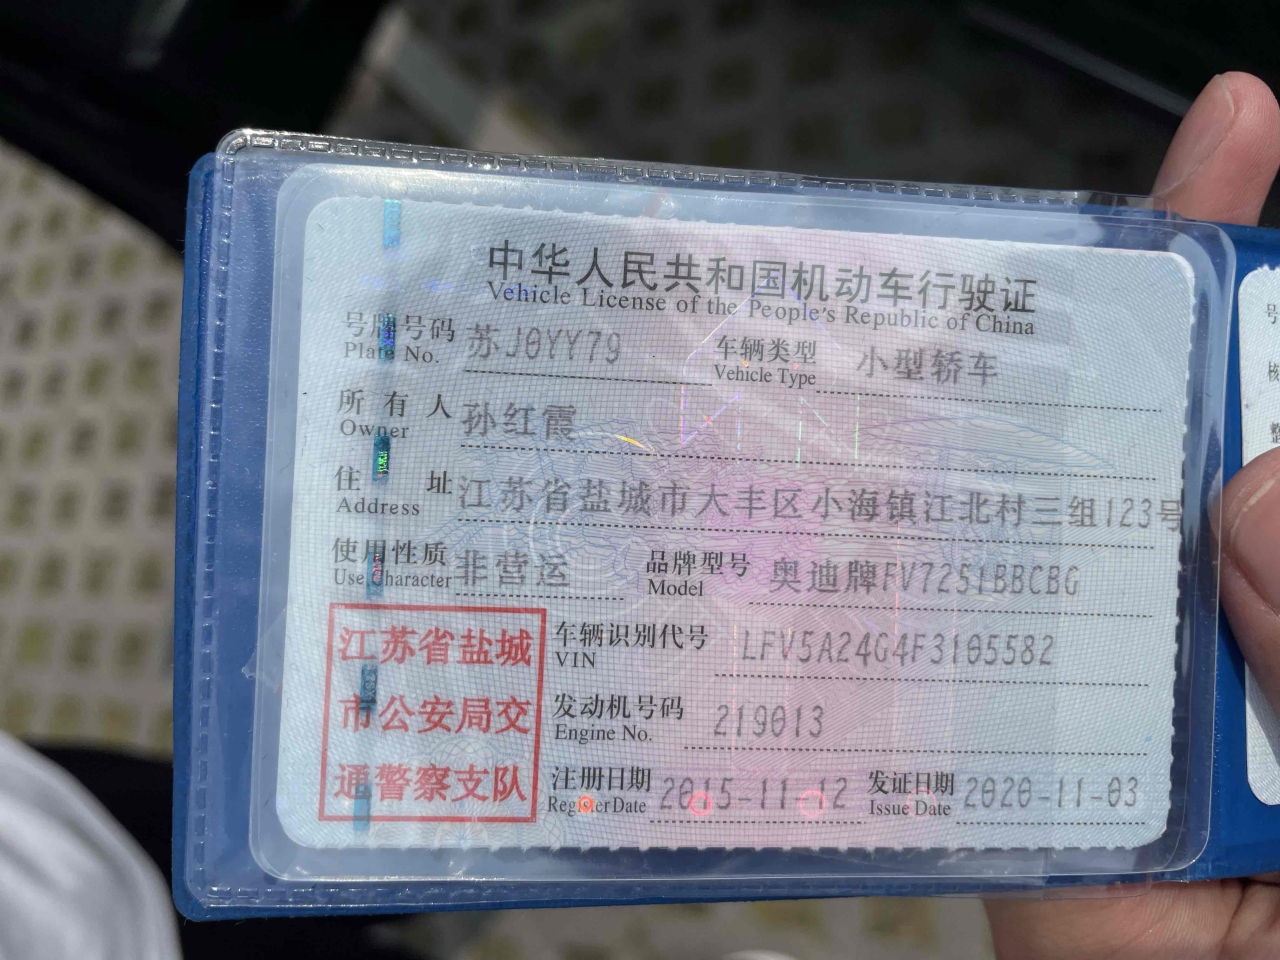 中华人民共和国机动车行驶证
Vehicle License of the People's Republic of China
号牌号码 苏J0YY79 车辆类型 小型轿车
Plate No. Vehicle Type
所有人 孙红霞
Owner
住址 江苏省盐城市大丰区小海镇江北村三组123号
Address
使用性质 非营运 品牌型号 奥迪牌FV7251BBCBG
Use Character Model
车辆识别代号 LFV5A24G4F3105582
VIN
发动机号码 219013
Engine No.
注册日期 2015-11-12 发证日期 2020-11-03
Register Date Issue Date
江苏省盐城
市公安局交
通警察支队
号
核
整